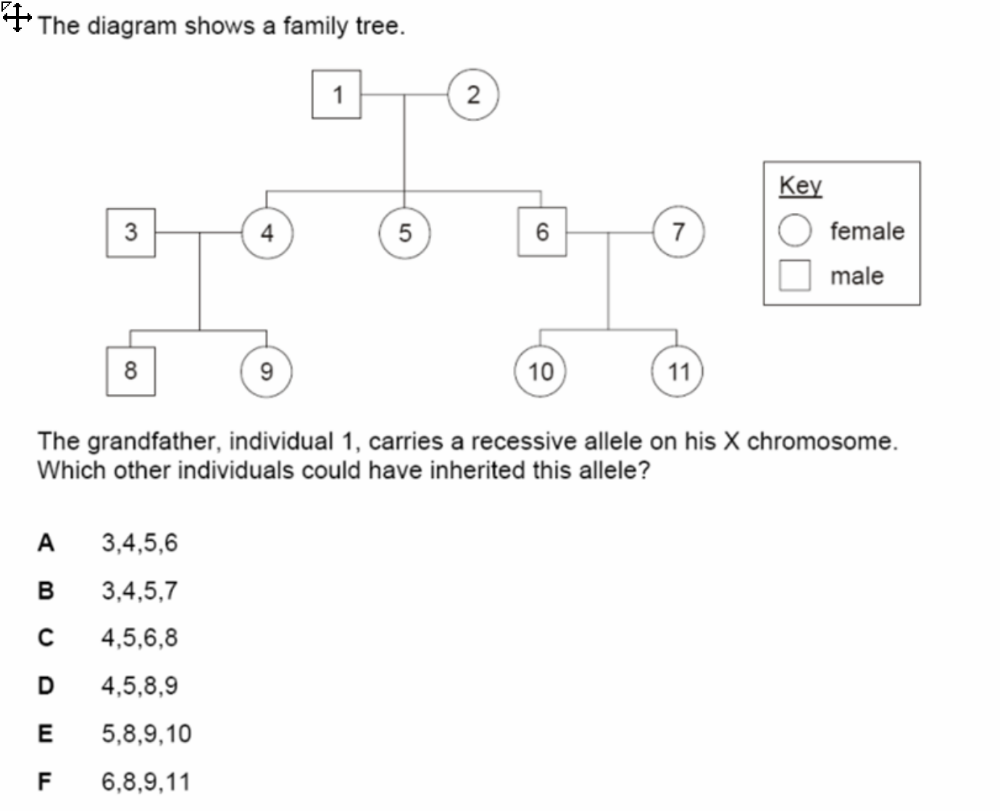 The diagram shows a family tree.
1 2
Key
female
male
3 4 5 6 7
8 9 10 11
The grandfather, individual 1, carries a recessive allele on his X chromosome.
Which other individuals could have inherited this allele?
A 3,4,5,6
B 3,4,5,7
C 4,5,6,8
D 4,5,8,9
E 5,8,9,10
F 6,8,9,11